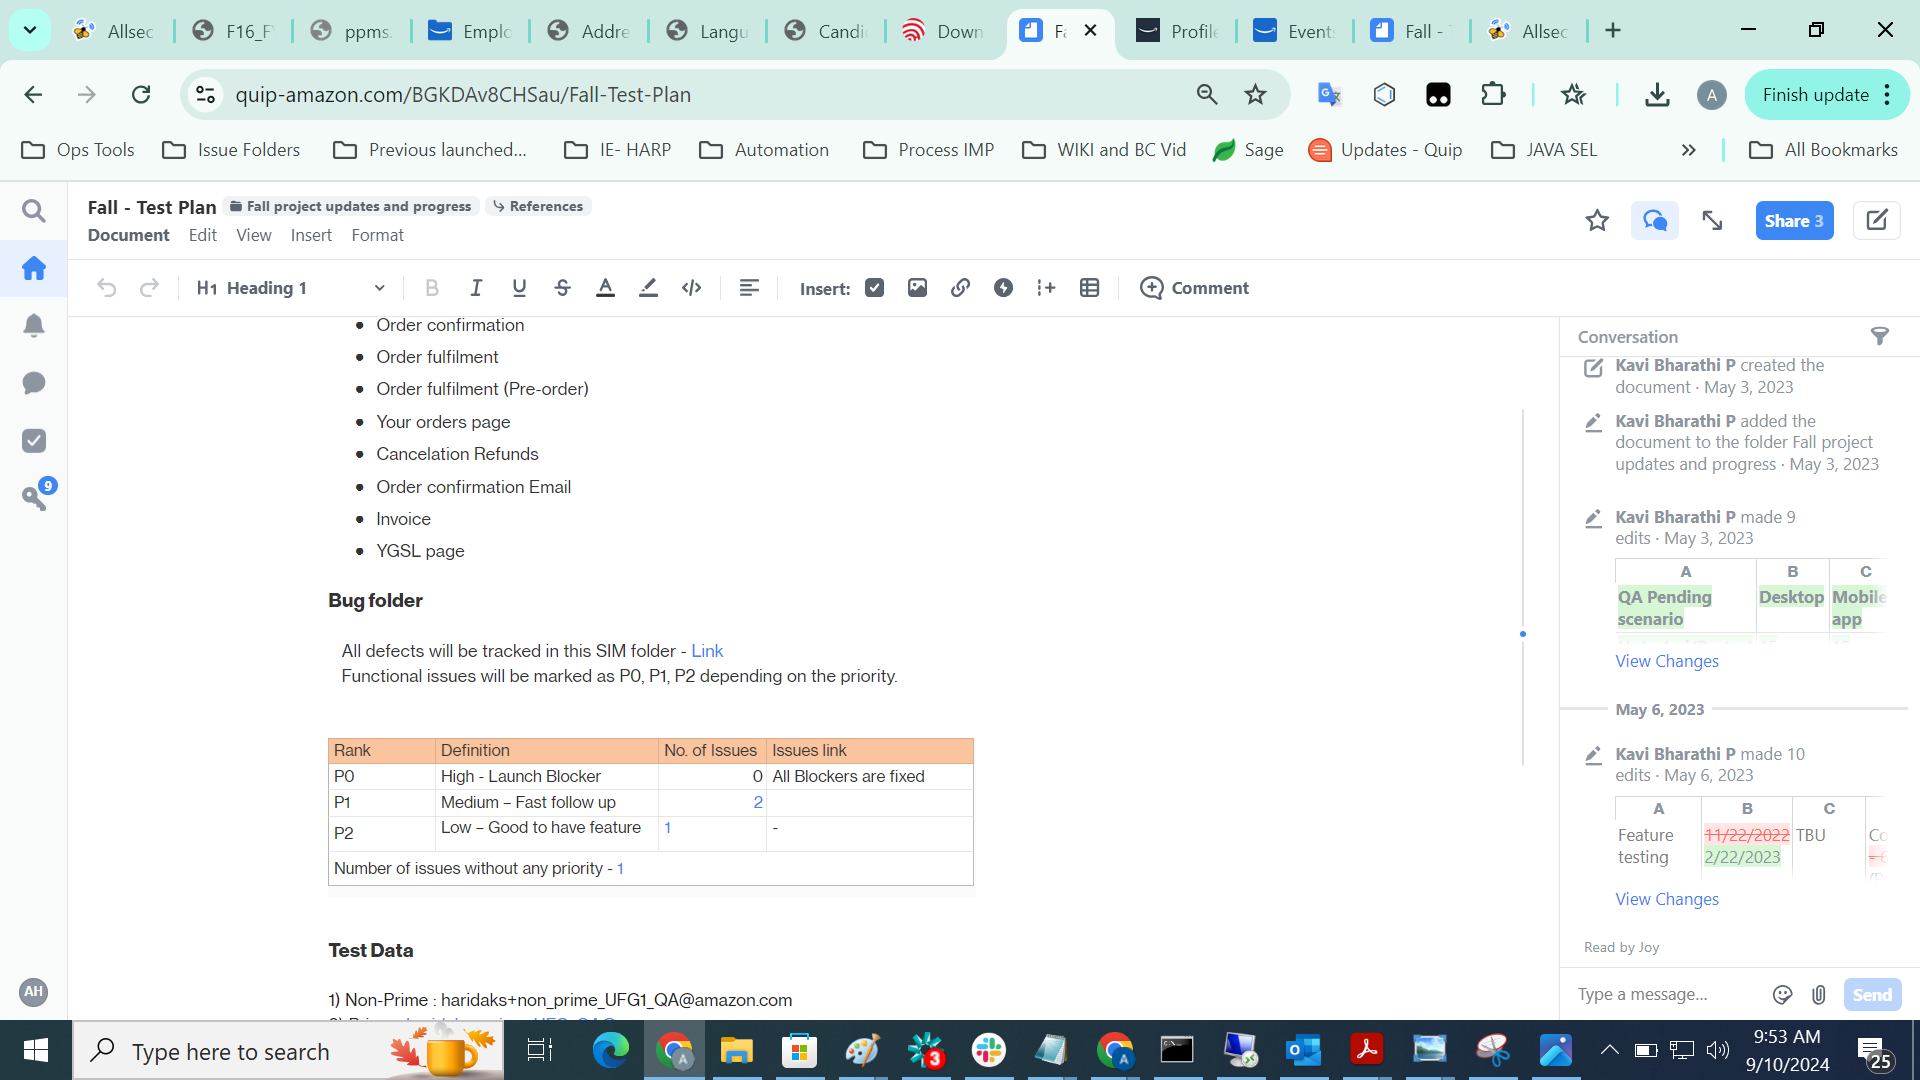 Allsec
F16_F
ppms.
Emplo
Addre
Langu
Candi
Down
Fa
Profile
Events
Fall -
Allsec
quip-amazon.com/BGKDAv8CHSau/Fall-Test-Plan
A
Finish update
Ops Tools
Issue Folders
Previous launched...
IE- HARP
Automation
Process IMP
WIKI and BC Vid
Sage
Updates - Quip
JAVA SEL
»
All Bookmarks
Fall - Test Plan
Fall project updates and progress
References
Document Edit View Insert Format
Share 3
H1 Heading 1
B I U S A </>
Insert:
Comment
Order confirmation
Order fulfilment
Order fulfilment (Pre-order)
Your orders page
Cancelation Refunds
Order confirmation Email
Invoice
YGSL page
Bug folder
All defects will be tracked in this SIM folder - Link
Functional issues will be marked as P0, P1, P2 depending on the priority.
Rank Definition No. of Issues Issues link
P0 High - Launch Blocker 0 All Blockers are fixed
P1 Medium – Fast follow up 2
P2 Low – Good to have feature 1 -
Number of issues without any priority - 1
Test Data
1) Non-Prime : haridaks+non_prime_UFG1_QA@amazon.com
Conversation
Kavi Bharathi P created the
document · May 3, 2023
Kavi Bharathi P added the
document to the folder Fall project
updates and progress · May 3, 2023
Kavi Bharathi P made 9
edits · May 3, 2023
A B C
QA Pending Desktop Mobile
scenario app
View Changes
May 6, 2023
Kavi Bharathi P made 10
edits · May 6, 2023
A B C
Feature 11/22/2022 TBU Co
testing 2/22/2023
View Changes
Read by Joy
Type a message...
Send
9
AH
Type here to search
3
9:53 AM
9/10/2024
25